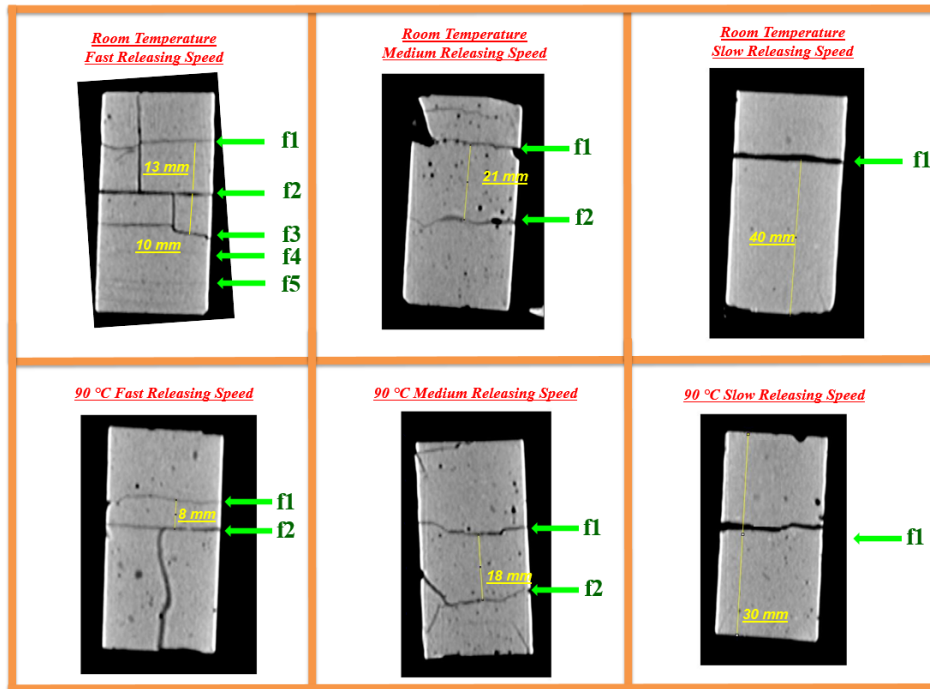 Room Temperature
Fast Releasing Speed
f1
13 mm
f2
f3
10 mm
f4
f5
Room Temperature
Medium Releasing Speed
f1
21 mm
f2
Room Temperature
Slow Releasing Speed
f1
40 mm
90 °C Fast Releasing Speed
f1
8 mm
f2
90 °C Medium Releasing Speed
f1
18 mm
f2
90 °C Slow Releasing Speed
f1
30 mm